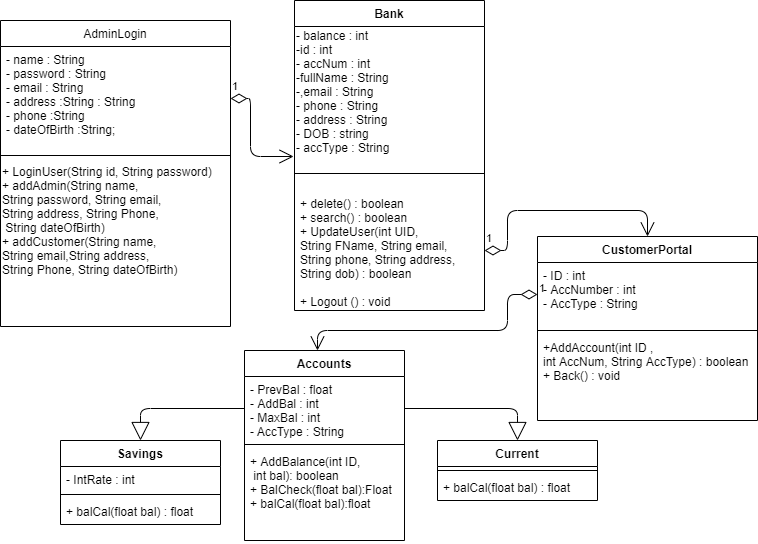 AdminLogin
- name : String
- password : String
- email : String
- address :String : String
- phone :String
- dateOfBirth :String;
+ LoginUser(String id, String password)
+ addAdmin(String name,
String password, String email,
String address, String Phone,
String dateOfBirth)
+ addCustomer(String name,
String email,String address,
String Phone, String dateOfBirth)
1
Bank
- balance : int
-id : int
- accNum : int
-fullName : String
-,email : String
- phone : String
- address : String
- DOB : string
- accType : String
+ delete() : boolean
+ search() : boolean
+ UpdateUser(int UID,
String FName, String email,
String phone, String address,
String dob) : boolean
+ Logout () : void
1
CustomerPortal
- ID : int
- AccNumber : int
- AccType : String
1
+AddAccount(int ID ,
int AccNum, String AccType) : boolean
+ Back() : void
Accounts
- PrevBal : float
- AddBal : int
- MaxBal : int
- AccType : String
+ AddBalance(int ID,
int bal): boolean
+ BalCheck(float bal):Float
+ balCal(float bal):float
Savings
- IntRate : int
+ balCal(float bal) : float
Current
+ balCal(float bal) : float